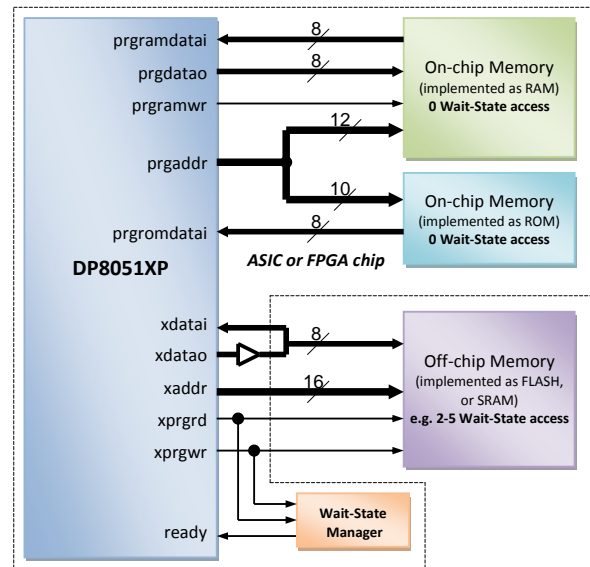 prgramdatai
8
prgdatao
8
prgramwr
On-chip Memory
(implemented as RAM)
0 Wait-State access
12
prgaddr
10
On-chip Memory
(implemented as ROM)
0 Wait-State access
prgromdatai
8
ASIC or FPGA chip
DP8051XP
xdatai
xdatao
8
xaddr
16
xprgrd
xprgwr
Off-chip Memory
(implemented as FLASH,
or SRAM)
e.g. 2-5 Wait-State access
ready
Wait-State
Manager